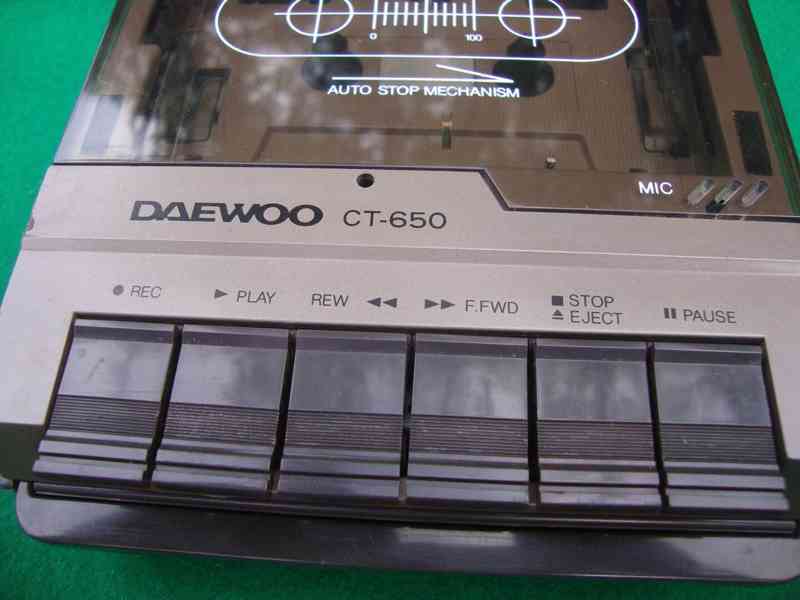 0 100
AUTO STOP MECHANISM
MIC
DAEWOO CT-650
● REC ▶ PLAY REW ◀◀ ▶▶ F.FWD ■ STOP ⏏ EJECT ⏸ PAUSE